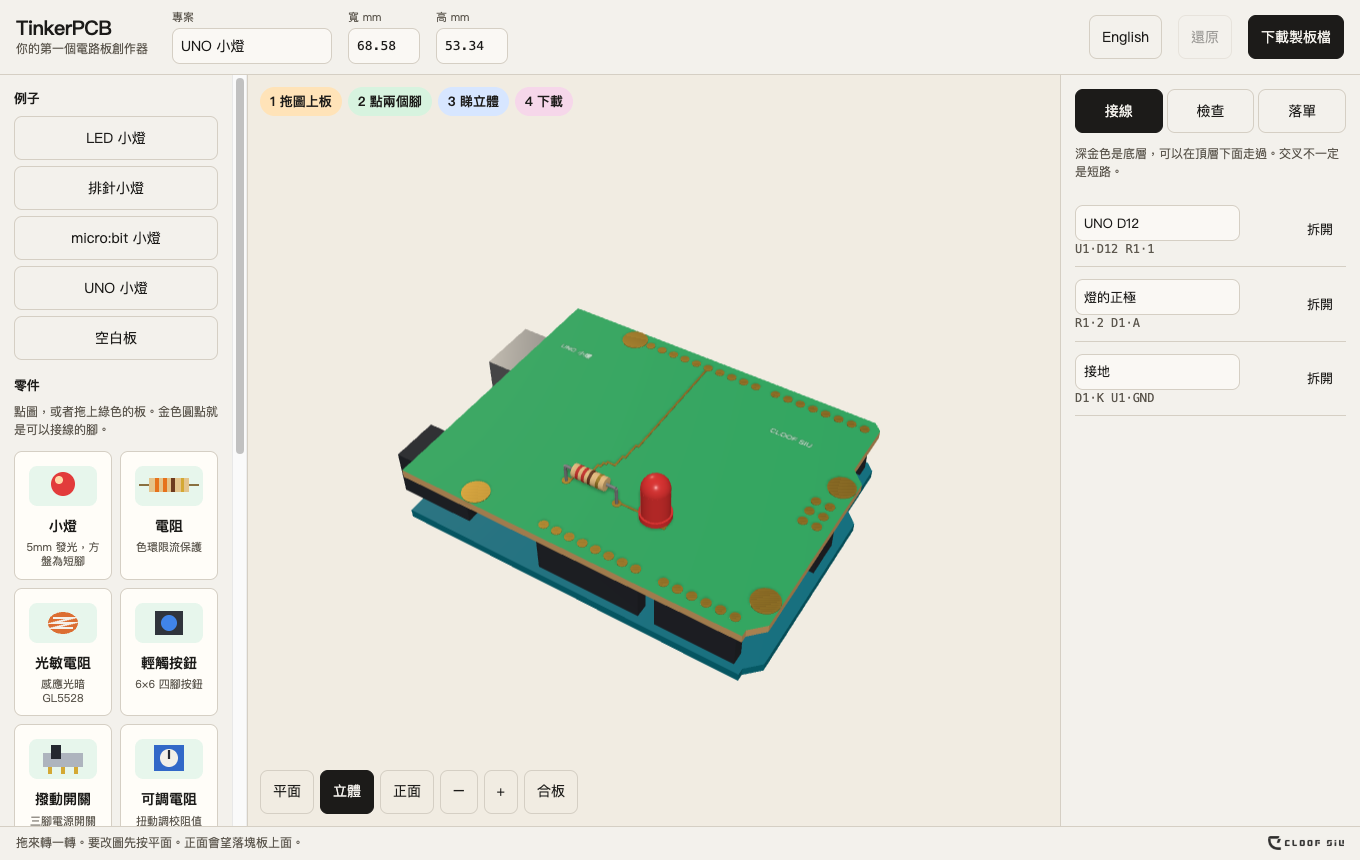 TinkerPCB
你的第一個電路板創作器
專案
UNO 小燈
寬 mm
68.58
高 mm
53.34
English
還原
下載製板檔
例子
LED 小燈
排針小燈
micro:bit 小燈
UNO 小燈
空白板
零件
點圖，或者拖上綠色的板。金色圓點就
是可以接線的腳。
小燈
5mm 發光，方
盤為短腳
電阻
色環限流保護
光敏電阻
感應光暗
GL5528
輕觸按鈕
6×6 四腳按鈕
撥動開關
三腳電源開關
可調電阻
扭動調校阻值
1 拖圖上板
2 點兩個腳
3 睇立體
4 下載
UNO 小燈
CLOOF SIU
平面
立體
正面
—
+
合板
接線
檢查
落單
深金色是底層，可以在頂層下面走過。交叉不一定
是短路。
UNO D12
拆開
U1·D12 R1·1
燈的正極
拆開
R1·2 D1·A
接地
拆開
D1·K U1·GND
拖來轉一轉。要改圖先按平面。正面會望落塊板上面。
CLOOF SIU